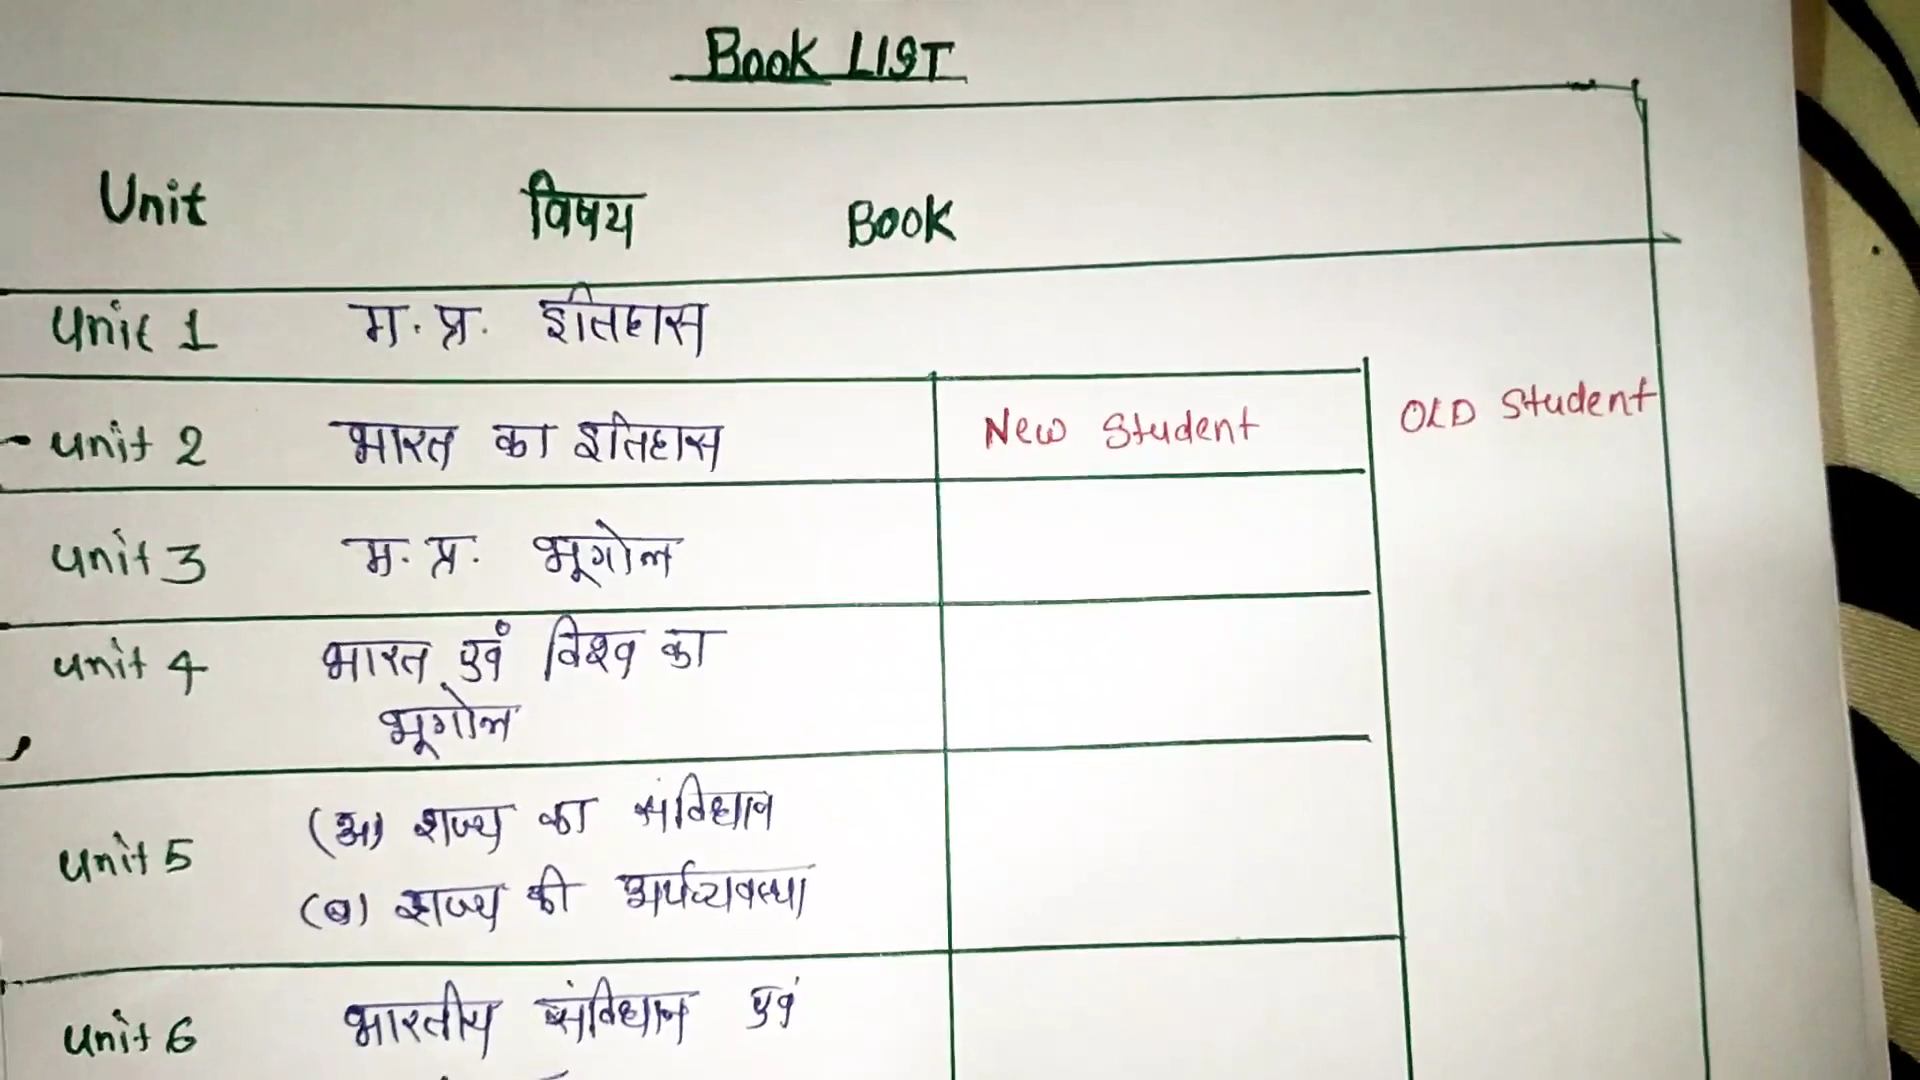 Book LIST
Unit विषय Book
Unit 1 म. प्र. इतिहास
unit 2 भारत का इतिहास New Student OLD Student
unit 3 म. प्र. भूगोल
unit 4 भारत एवं विश्व का
भूगोल
unit 5 (अ) राज्य का संविधान
(ब) राज्य की अर्थव्यवस्था
unit 6 भारतीय संविधान एवं